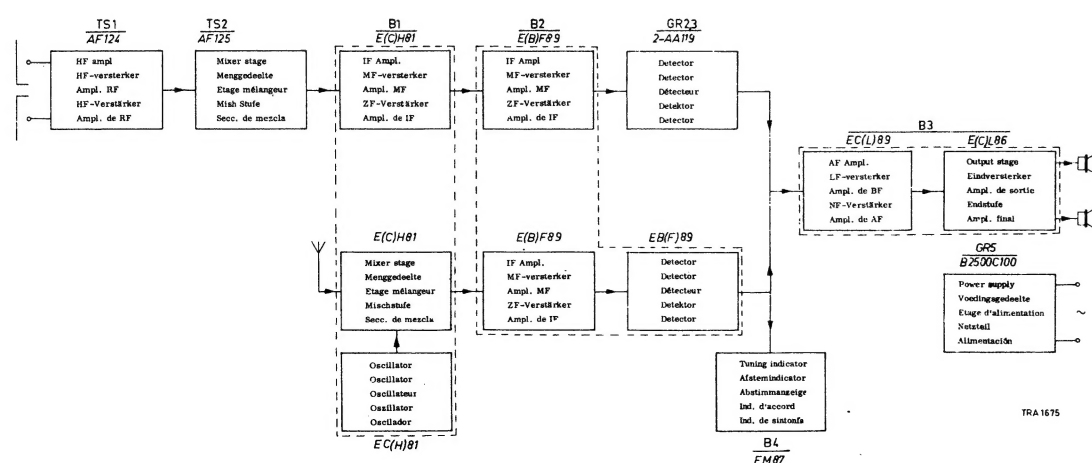 TS1
AF124
HF ampl
HF-versterker
Ampl. RF
HF-Verstärker
Ampl. de RF
TS2
AF125
Mixer stage
Menggedeelte
Etage mélangeur
Mish Stufe
Secc. de mezcla
B1
E(C)H81
IF Ampl.
MF-versterker
Ampl. MF
ZF-Verstärker
Ampl. de IF
B2
E(B)F89
IF Ampl
MF-versterker
Ampl. MF
ZF-Verstärker
Ampl. de IF
GR2,3
2-AA119
Detector
Detector
Détecteur
Detektor
Detector
B3
EC(L)89
AF Ampl.
LF-versterker
Ampl. de BF
NF-Verstärker
Ampl. de AF
E(C)L86
Output stage
Eindversterker
Ampl. de sortie
Endstufe
Ampl. final
E(C)H81
Mixer stage
Menggedeelte
Etage mélangeur
Mischstufe
Secc. de mezcla
E(B)F89
IF Ampl.
MF-versterker
Ampl. MF
ZF-Verstärker
Ampl. de IF
EB(F)89
Detector
Detector
Détecteur
Detektor
Detector
GR5
B2500C100
Power supply
Voedingsgedeelte
Etage d'alimentation
Netzteil
Alimentación
~
Oscillator
Oscillator
Oscillateur
Oszillator
Oscilador
EC(H)81
Tuning indicator
Afstemindicator
Abstimmanzeige
Ind. d'accord
Ind. de sintonía
B4
EM87
TRA 1675